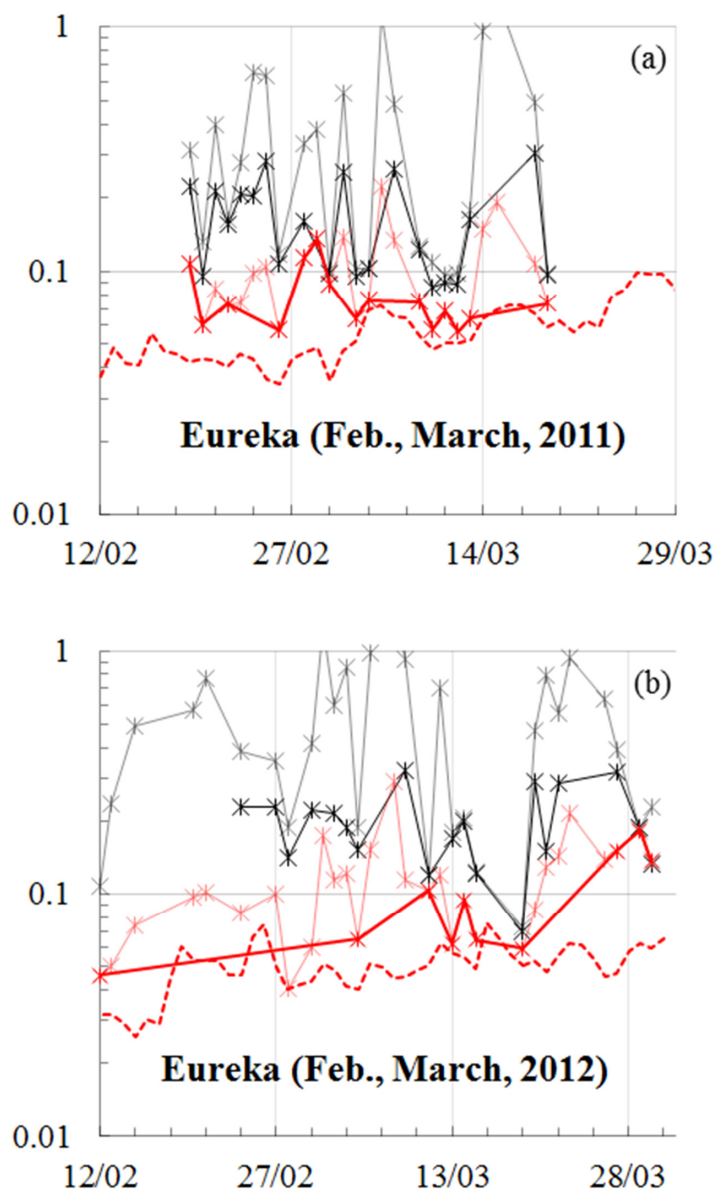 1
(a)
0.1
Eureka (Feb., March, 2011)
0.01
12/02 27/02 14/03 29/03
1
(b)
0.1
Eureka (Feb., March, 2012)
0.01
12/02 27/02 13/03 28/03